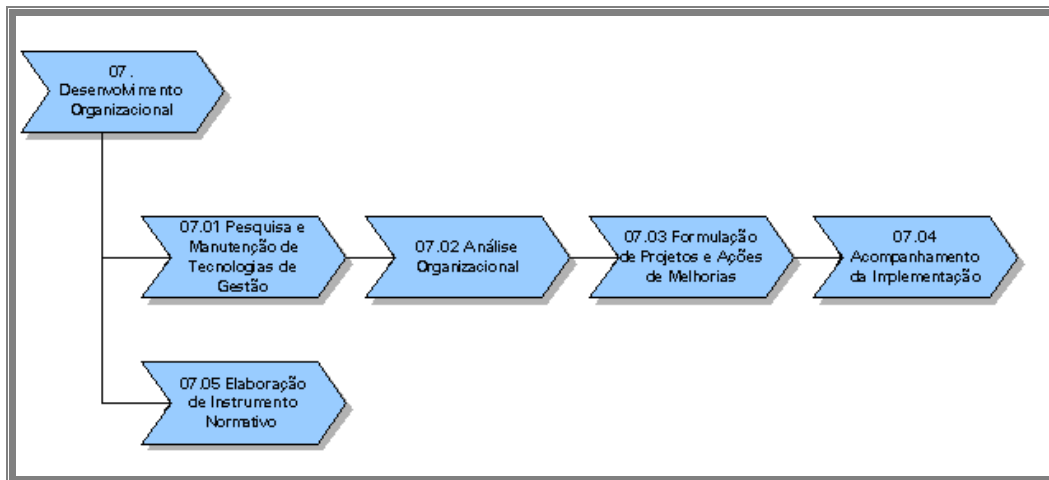 07.
Desenvolvimento
Organizacional
07.01 Pesquisa e
Manutenção de
Tecnologias de
Gestão
07.02 Análise
Organizacional
07.03 Formulação
de Projetos e Ações
de Melhorias
07.04
Acompanhamento
da Implementação
07.05 Elaboração
de Instrumento
Normativo